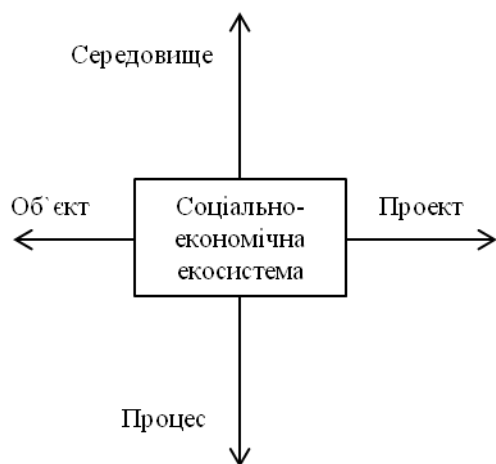 Середовище
Об`єкт
Соціально-
економічна
екосистема
Проект
Процес